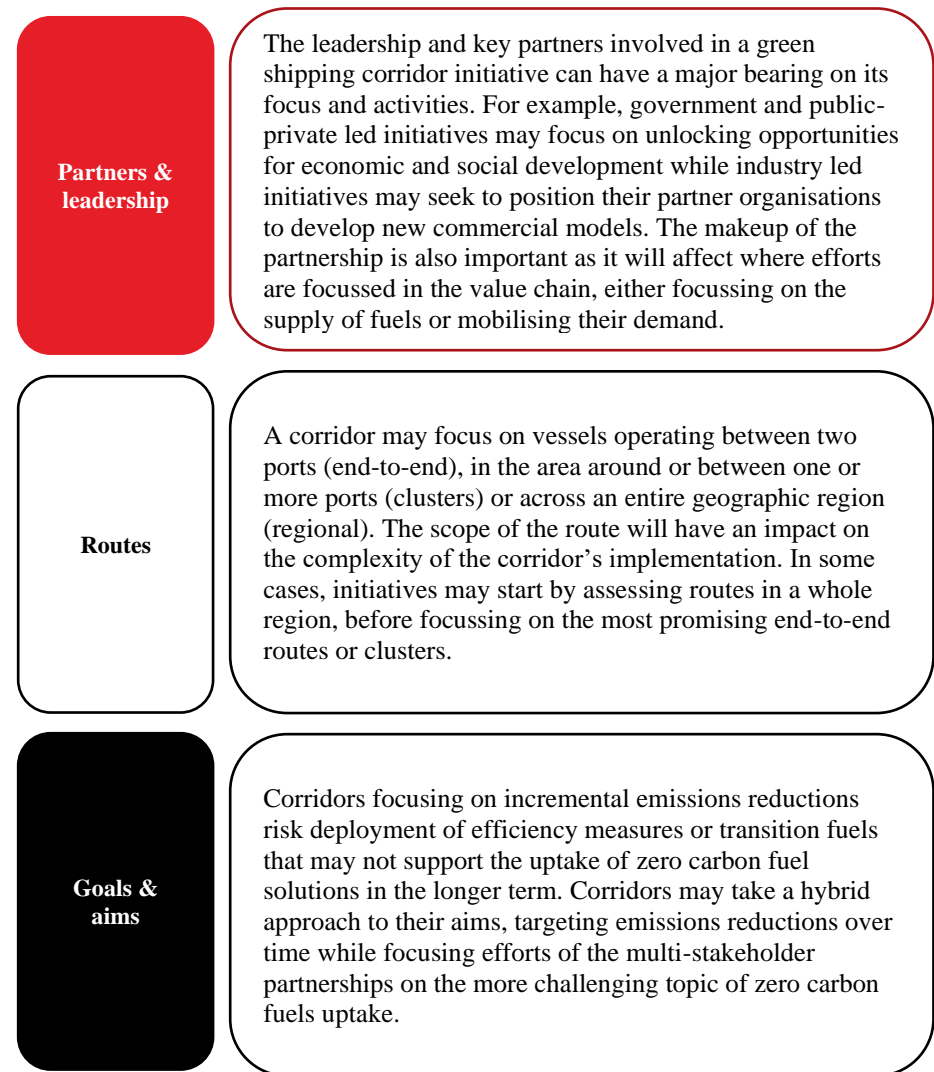 Partners &
leadership
The leadership and key partners involved in a green
shipping corridor initiative can have a major bearing on its
focus and activities. For example, government and public-
private led initiatives may focus on unlocking opportunities
for economic and social development while industry led
initiatives may seek to position their partner organisations
to develop new commercial models. The makeup of the
partnership is also important as it will affect where efforts
are focussed in the value chain, either focussing on the
supply of fuels or mobilising their demand.
Routes
A corridor may focus on vessels operating between two
ports (end-to-end), in the area around or between one or
more ports (clusters) or across an entire geographic region
(regional). The scope of the route will have an impact on
the complexity of the corridor’s implementation. In some
cases, initiatives may start by assessing routes in a whole
region, before focussing on the most promising end-to-end
routes or clusters.
Goals &
aims
Corridors focusing on incremental emissions reductions
risk deployment of efficiency measures or transition fuels
that may not support the uptake of zero carbon fuel
solutions in the longer term. Corridors may take a hybrid
approach to their aims, targeting emissions reductions over
time while focusing efforts of the multi-stakeholder
partnerships on the more challenging topic of zero carbon
fuels uptake.